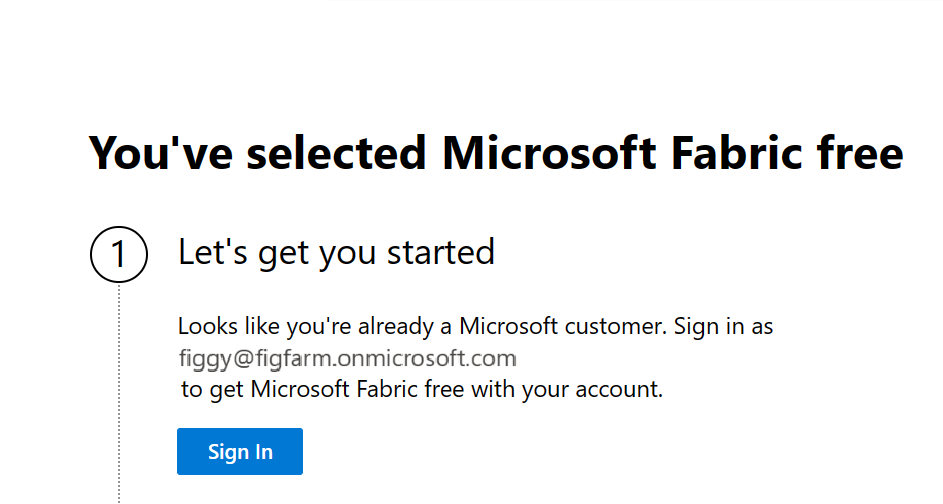 You've selected Microsoft Fabric free
1
Let's get you started
Looks like you're already a Microsoft customer. Sign in as
figgy@figfarm.onmicrosoft.com
to get Microsoft Fabric free with your account.
Sign In